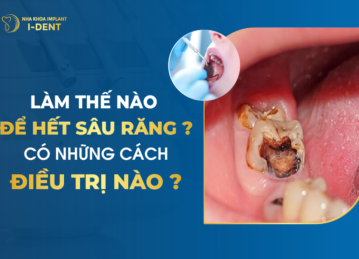 NHA KHOA IMPLANT
I-DENT
LÀM THẾ NÀO
ĐỂ HẾT SÂU RĂNG ?
CÓ NHỮNG CÁCH
ĐIỀU TRỊ NÀO ?